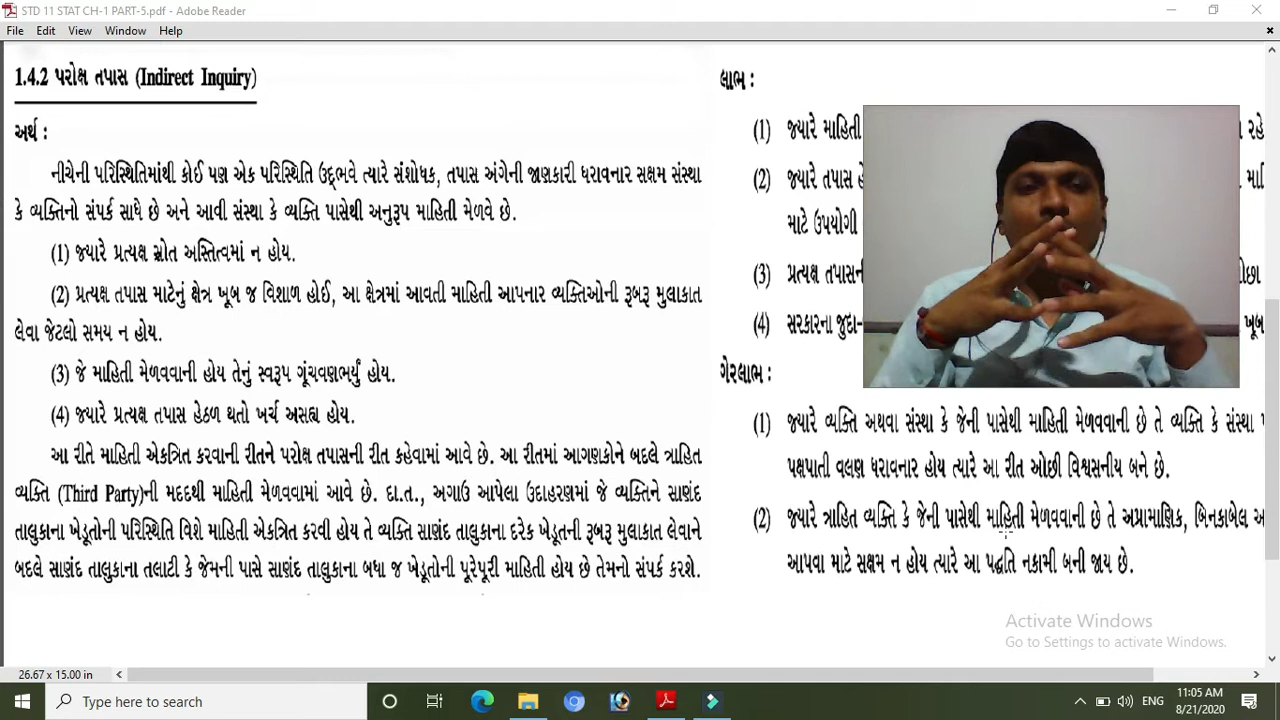 STD 11 STAT CH-1 PART-5.pdf - Adobe Reader
File Edit View Window Help
1.4.2 પરોક્ષ તપાસ (Indirect Inquiry)
અર્થ :
નીચેની પરિસ્થિતિમાંથી કોઈ પણ એક પરિસ્થિતિ ઉદ્ભવે ત્યારે સંશોધક, તપાસ અંગેની જાણકારી ધરાવનાર સક્ષમ સંસ્થા
કે વ્યક્તિનો સંપર્ક સાધે છે અને આવી સંસ્થા કે વ્યક્તિ પાસેથી અનુરૂપ માહિતી મેળવે છે.
(1) જ્યારે પ્રત્યક્ષ સ્રોત અસ્તિત્વમાં ન હોય.
(2) પ્રત્યક્ષ તપાસ માટેનું ક્ષેત્ર ખૂબ જ વિશાળ હોઈ, આ ક્ષેત્રમાં આવતી માહિતી આપનાર વ્યક્તિઓની રૂબરૂ મુલાકાત
લેવા જેટલો સમય ન હોય.
(3) જે માહિતી મેળવવાની હોય તેનું સ્વરૂપ ગૂંચવણભર્યું હોય.
(4) જ્યારે પ્રત્યક્ષ તપાસ હેઠળ થતો ખર્ચ અસહ્ય હોય.
આ રીતે માહિતી એકત્રિત કરવાની રીતને પરોક્ષ તપાસની રીત કહેવામાં આવે છે. આ રીતમાં આગણકોને બદલે ત્રાહિત
વ્યક્તિ (Third Party)ની મદદથી માહિતી મેળવવામાં આવે છે. દા.ત., અગાઉ આપેલા ઉદાહરણમાં જે વ્યક્તિને સાણંદ
તાલુકાના ખેડૂતોની પરિસ્થિતિ વિશે માહિતી એકત્રિત કરવી હોય તે વ્યક્તિ સાણંદ તાલુકાના દરેક ખેડૂતની રૂબરૂ મુલાકાત લેવાને
બદલે સાણંદ તાલુકાના તલાટી કે જેમની પાસે સાણંદ તાલુકાના બધા જ ખેડૂતોની પૂરેપૂરી માહિતી હોય છે તેમનો સંપર્ક કરશે.
લાભ :
(1) જ્યારે માહિતી રહે
(2) જ્યારે તપાસ હ
માટે ઉપયોગી
(3) પ્રત્યક્ષ તપાસની
(4) સરકારના જુદા- ખૂબ
ગેરલાભ :
(1) જ્યારે વ્યક્તિ અથવા સંસ્થા કે જેની પાસેથી માહિતી મેળવવાની છે તે વ્યક્તિ કે સંસ્થા
પક્ષપાતી વલણ ધરાવનાર હોય ત્યારે આ રીત ઓછી વિશ્વસનીય બને છે.
(2) જ્યારે ત્રાહિત વ્યક્તિ કે જેની પાસેથી માહિતી મેળવવાની છે તે અપ્રામાણિક, બિનકાબેલ અ
આપવા માટે સક્ષમ ન હોય ત્યારે આ પદ્ધતિ નકામી બની જાય છે.
Activate Windows
Go to Settings to activate Windows.
26.67 x 15.00 in
Type here to search
ENG
11:05 AM
8/21/2020